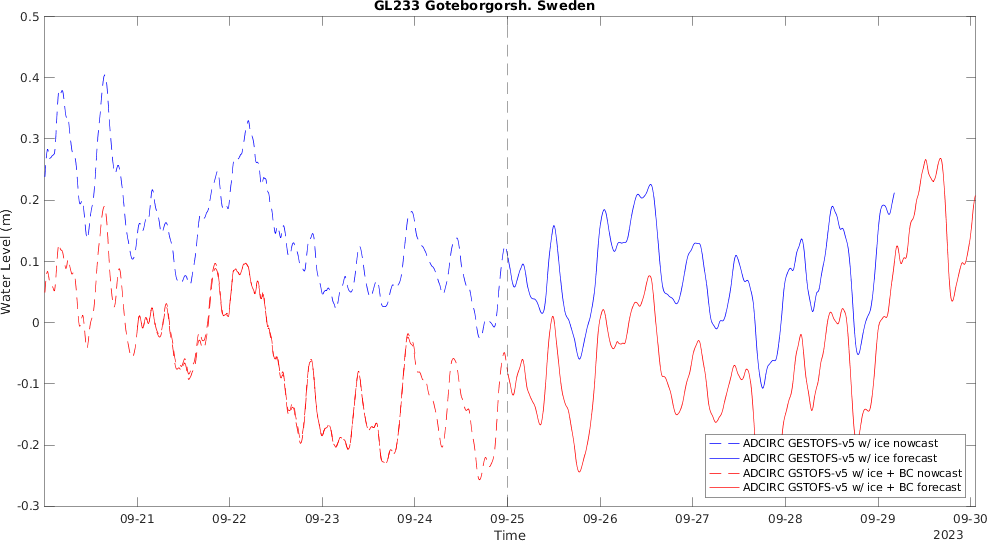 GL233 Goteborgorsh. Sweden
0.5
0.4
0.3
0.2
0.1
0
-0.1
-0.2
-0.3
Water Level (m)
ADCIRC GESTOFS-v5 w/ ice nowcast
ADCIRC GESTOFS-v5 w/ ice forecast
ADCIRC GSTOFS-v5 w/ ice + BC nowcast
ADCIRC GSTOFS-v5 w/ ice + BC forecast
09-21 09-22 09-23 09-24 09-25 09-26 09-27 09-28 09-29 09-30
Time
2023